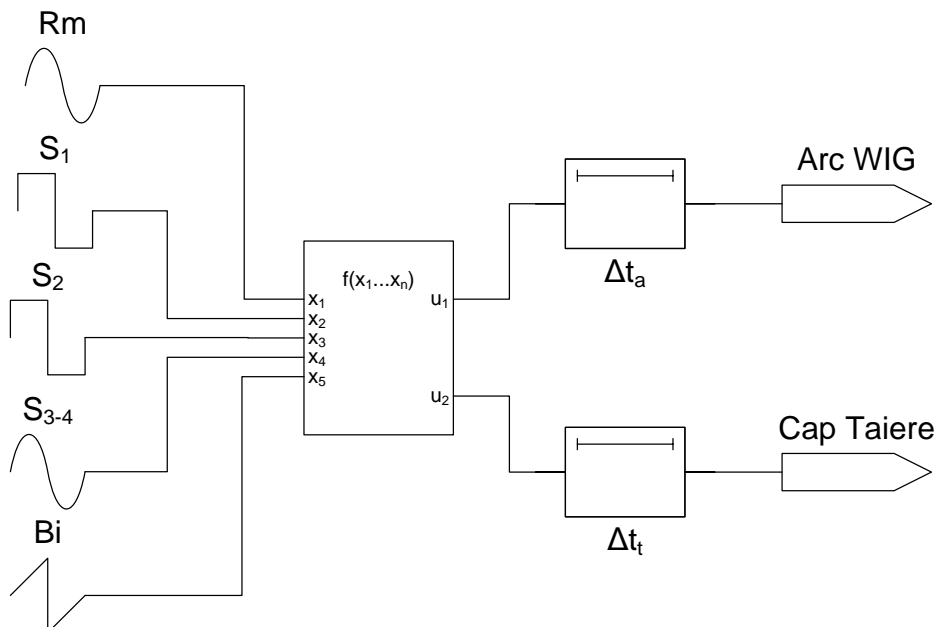 Rm
S₁
S₂
S₃₋₄
Bi
f(x₁...xₙ)
x₁
x₂
x₃
x₄
x₅
u₁
u₂
Δtₐ
Δtₜ
Arc WIG
Cap Taiere